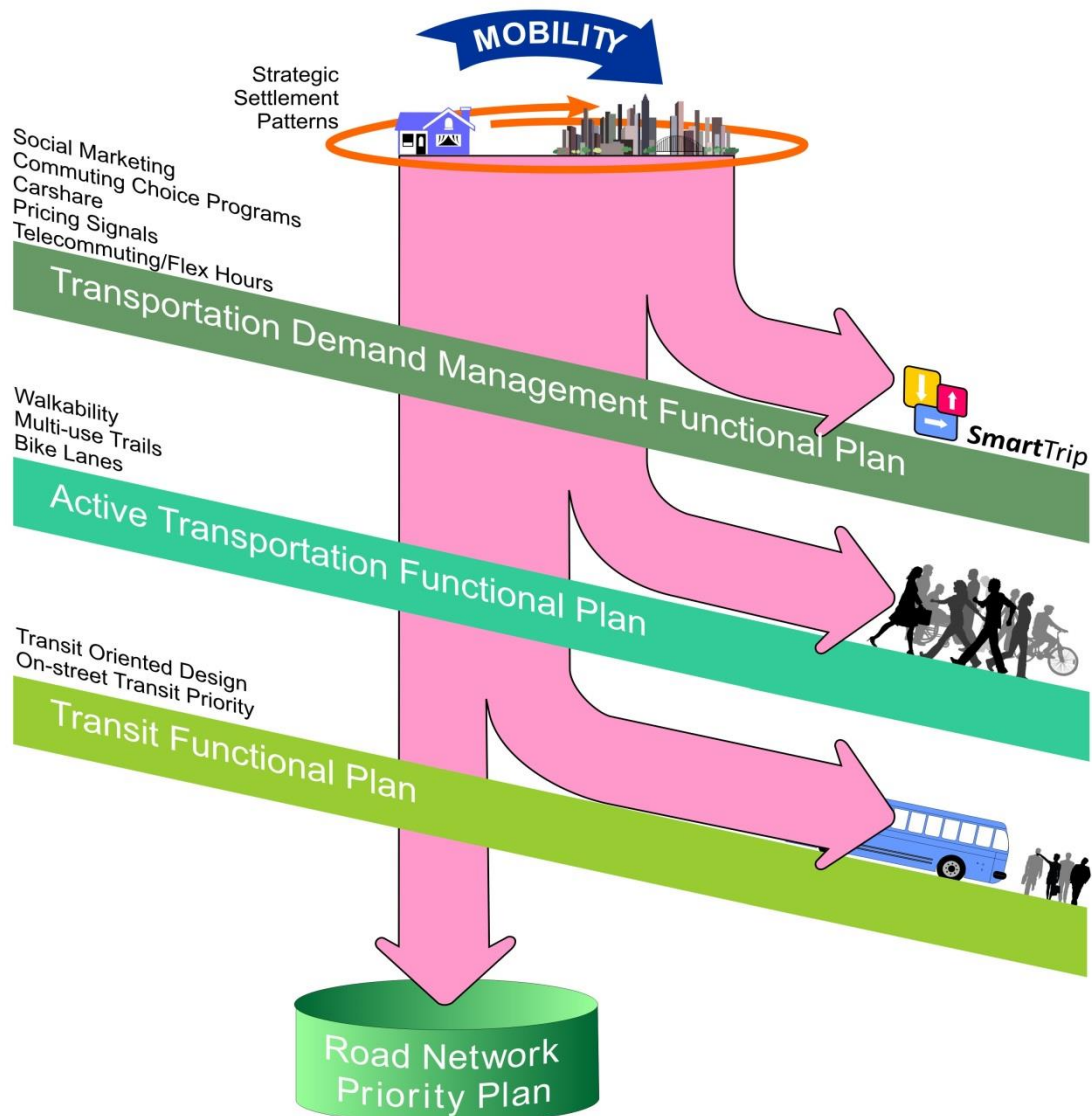 MOBILITY
Strategic
Settlement
Patterns
Social Marketing
Commuting Choice Programs
Carshare
Pricing Signals
Telecommuting/Flex Hours
Transportation Demand Management Functional Plan
SmartTrip
Walkability
Multi-use Trails
Bike Lanes
Active Transportation Functional Plan
Transit Oriented Design
On-street Transit Priority
Transit Functional Plan
Road Network
Priority Plan